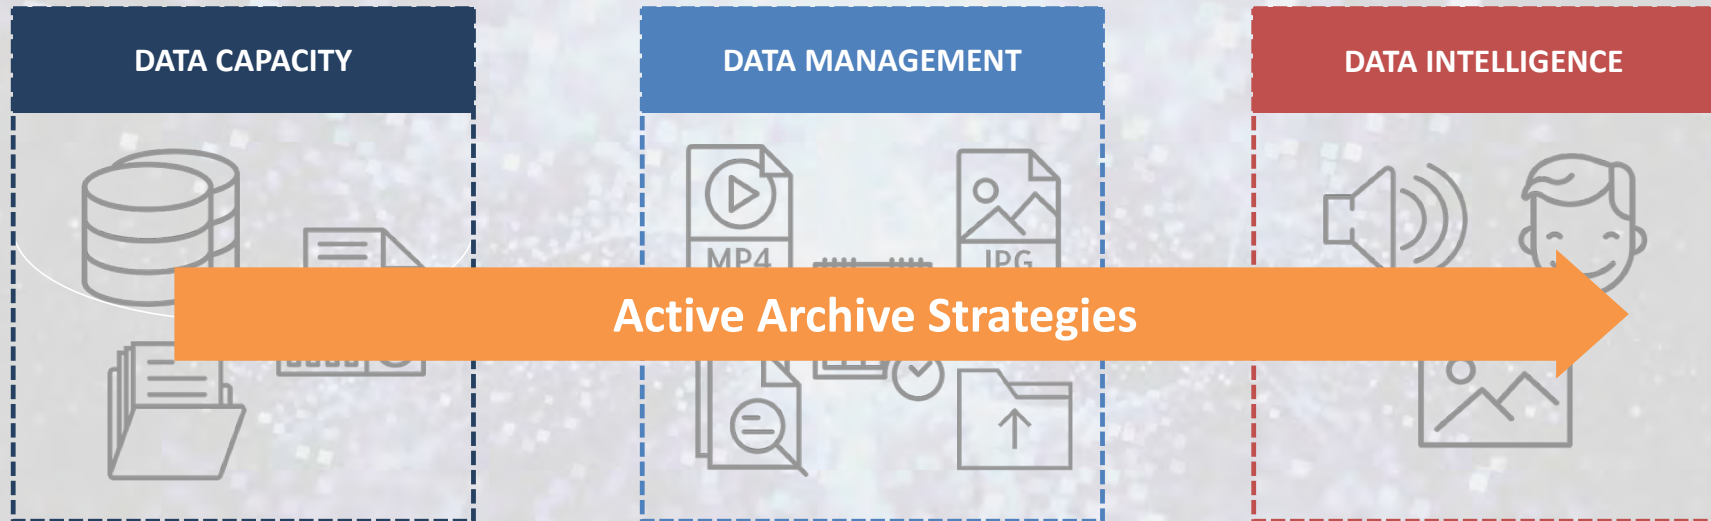 DATA CAPACITY
DATA MANAGEMENT
DATA INTELLIGENCE
MP4
JPG
Active Archive Strategies